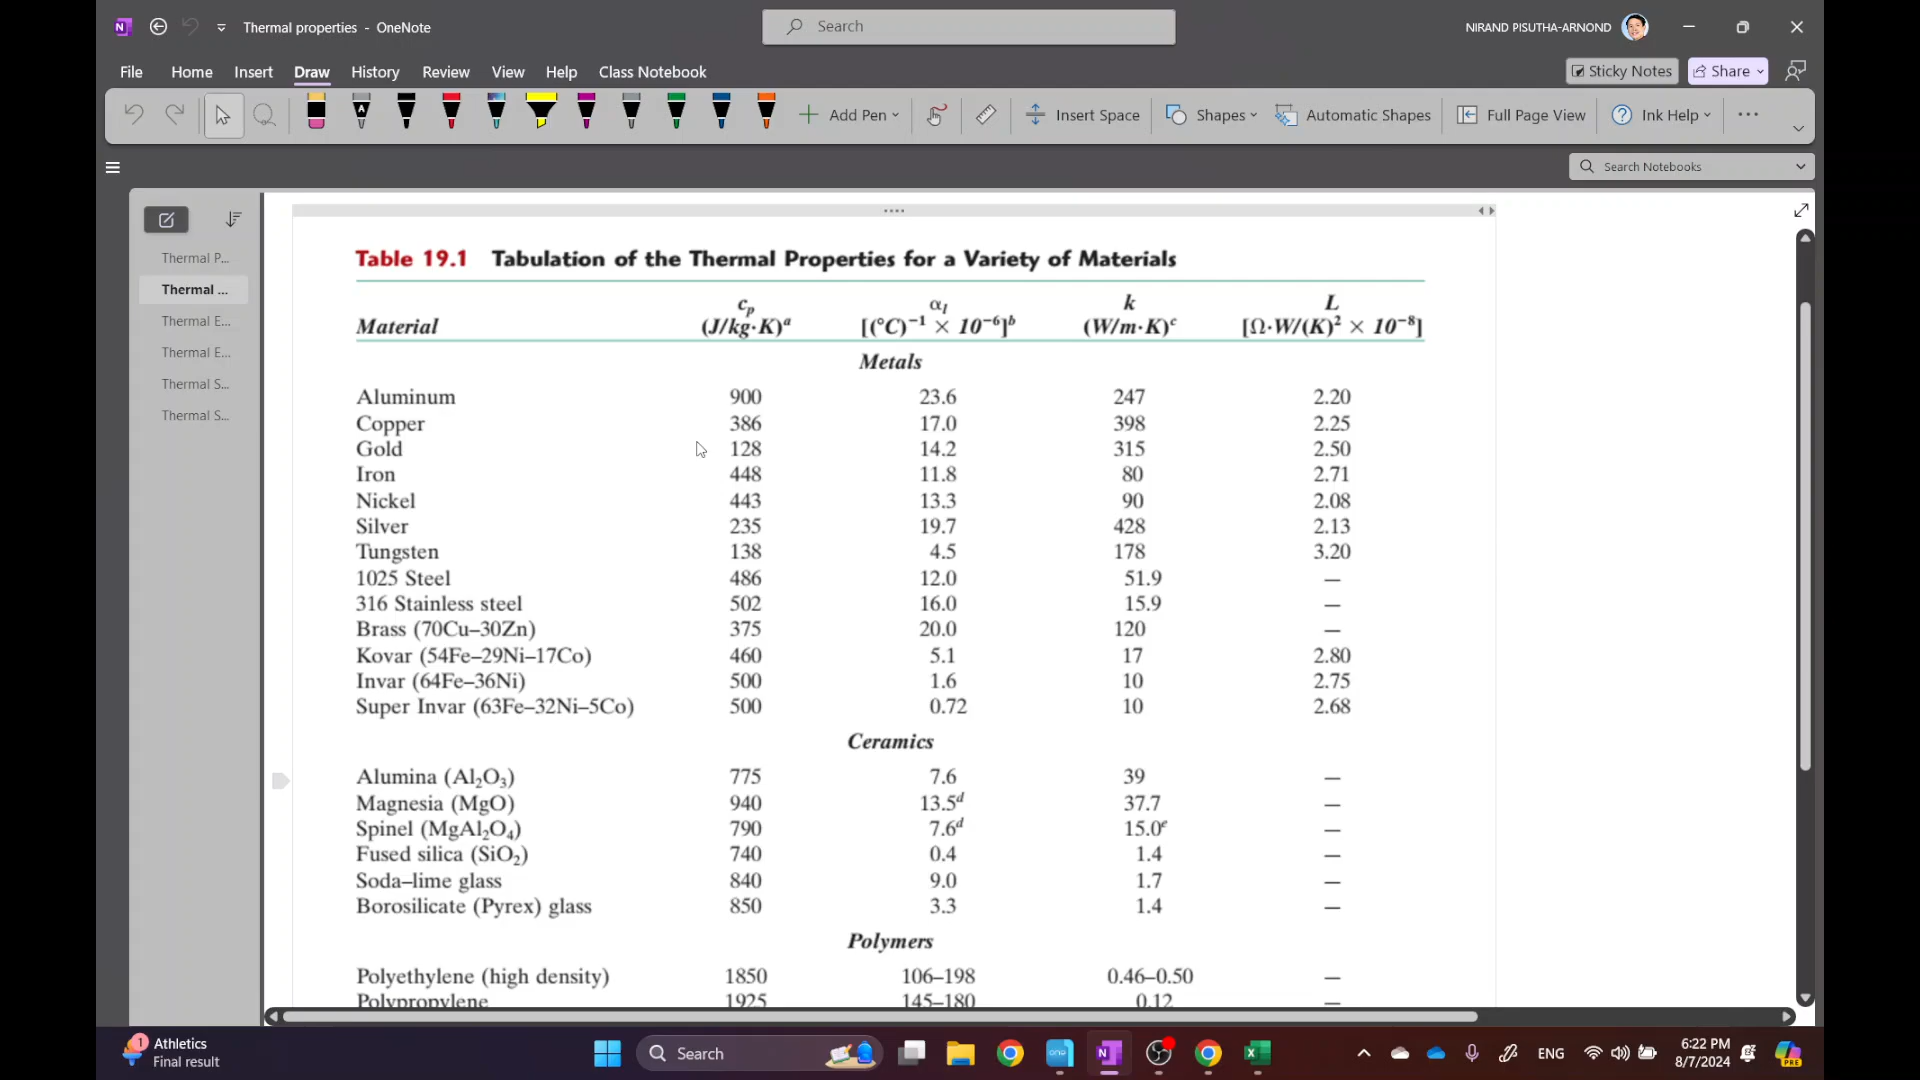 Thermal properties - OneNote
Search
NIRAND PISUTHA-ARNOND
File Home Insert Draw History Review View Help Class Notebook
Sticky Notes Share
A
Add Pen Insert Space Shapes Automatic Shapes Full Page View Ink Help
Search Notebooks
Thermal P...
Thermal ...
Thermal E...
Thermal E...
Thermal S...
Thermal S...
Table 19.1 Tabulation of the Thermal Properties for a Variety of Materials
Material cₚ (J/kg·K)ᵃ αₗ [(°C)⁻¹ × 10⁻⁶]ᵇ k (W/m·K)ᶜ L [Ω·W/(K)² × 10⁻⁸]
Metals
Aluminum 900 23.6 247 2.20
Copper 386 17.0 398 2.25
Gold 128 14.2 315 2.50
Iron 448 11.8 80 2.71
Nickel 443 13.3 90 2.08
Silver 235 19.7 428 2.13
Tungsten 138 4.5 178 3.20
1025 Steel 486 12.0 51.9 —
316 Stainless steel 502 16.0 15.9 —
Brass (70Cu–30Zn) 375 20.0 120 —
Kovar (54Fe–29Ni–17Co) 460 5.1 17 2.80
Invar (64Fe–36Ni) 500 1.6 10 2.75
Super Invar (63Fe–32Ni–5Co) 500 0.72 10 2.68
Ceramics
Alumina (Al₂O₃) 775 7.6 39 —
Magnesia (MgO) 940 13.5ᵈ 37.7 —
Spinel (MgAl₂O₄) 790 7.6ᵈ 15.0ᵉ —
Fused silica (SiO₂) 740 0.4 1.4 —
Soda–lime glass 840 9.0 1.7 —
Borosilicate (Pyrex) glass 850 3.3 1.4 —
Polymers
Polyethylene (high density) 1850 106–198 0.46–0.50 —
Polypropylene 1925 145–180 0.12 —
1 Athletics
Final result
Search
ENG
6:22 PM
8/7/2024